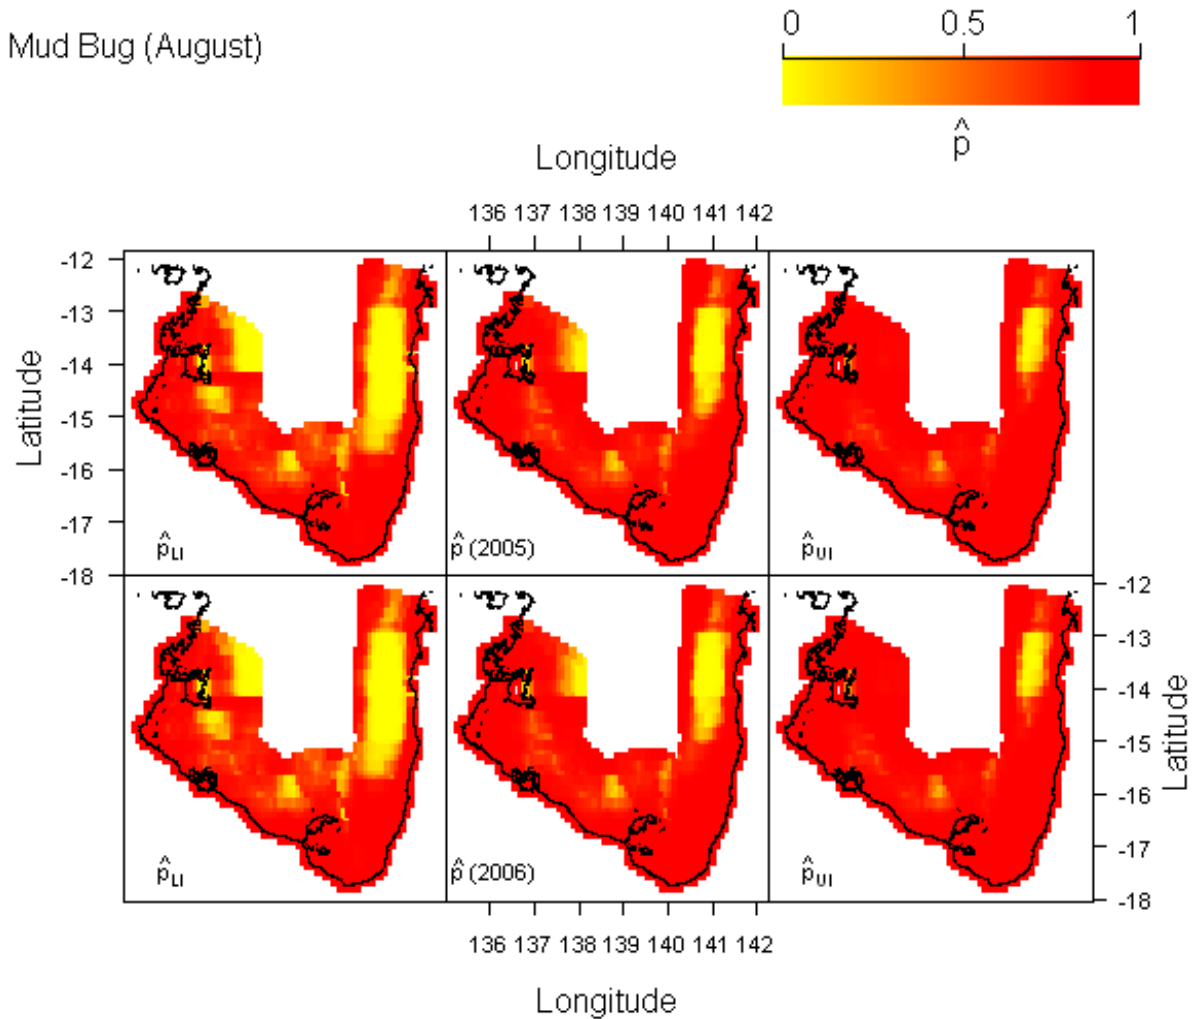 0 0.5 1
Mud Bug (August)
p̂
Longitude
136 137 138 139 140 141 142
-12
-13
-14
-15
-16
-17
-18
Latitude
p̂LI
p̂ (2005)
p̂UI
-12
-13
-14
-15
-16
-17
-18
Latitude
p̂LI
p̂ (2006)
p̂UI
136 137 138 139 140 141 142
Longitude